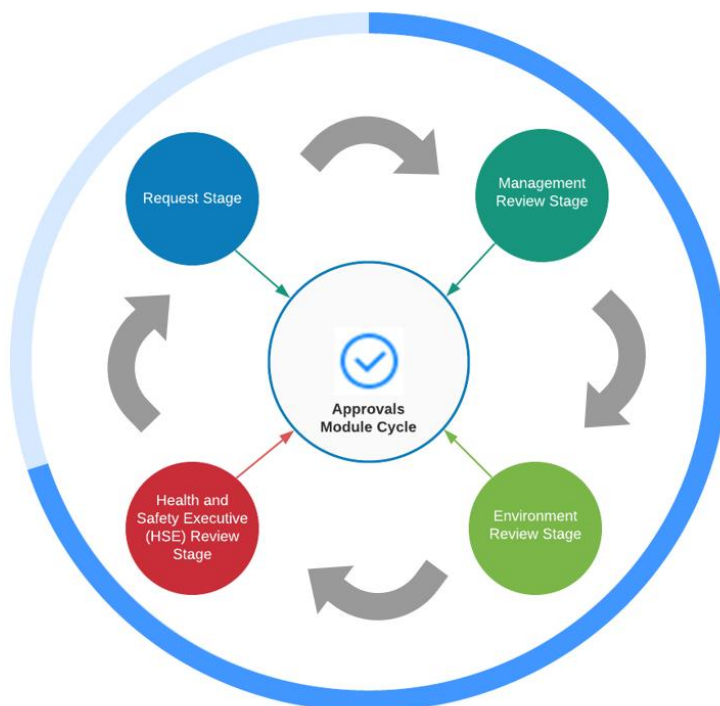 Request Stage
Management
Review Stage
Approvals
Module Cycle
Health and
Safety Executive
(HSE) Review
Stage
Environment
Review Stage